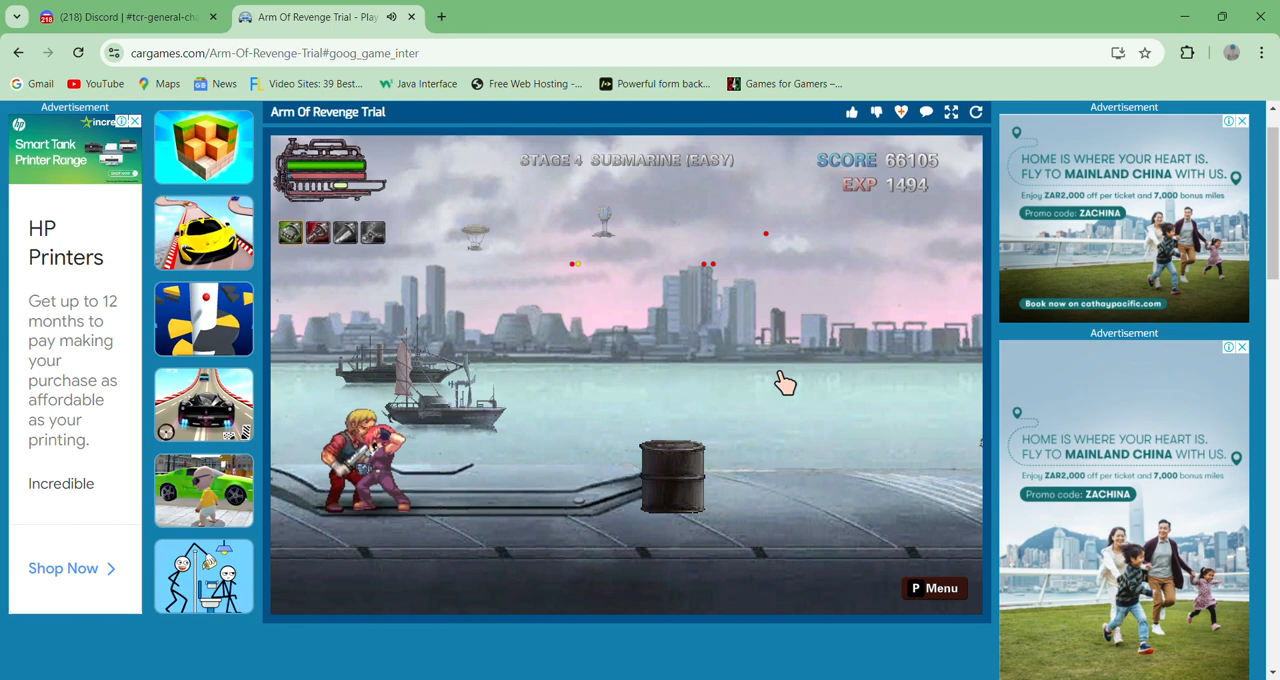 218
(218) Discord | #tcr-general-cha
Arm Of Revenge Trial - Play
cargames.com/Arm-Of-Revenge-Trial#goog_game_inter
Gmail
YouTube
Maps
News
Video Sites: 39 Best...
Java Interface
Free Web Hosting -...
Powerful form back...
Games for Gamers –...
Advertisement
hp
incre
Smart Tank
Printer Range
HP
Printers
Get up to 12
months to
pay making
your
purchase as
affordable
as your
printing.
Incredible
Shop Now
Arm Of Revenge Trial
STAGE 4 SUBMARINE (EASY)
SCORE 66105
EXP 1494
P Menu
Advertisement
HOME IS WHERE YOUR HEART IS.
FLY TO MAINLAND CHINA WITH US.
Enjoy ZAR2,000 off per ticket and 7,000 bonus miles
Promo code: ZACHINA
Book now on cathaypacific.com
Advertisement
HOME IS WHERE YOUR HEART IS.
FLY TO MAINLAND CHINA WITH US.
Enjoy ZAR2,000 off per ticket and 7,000 bonus miles
Promo code: ZACHINA